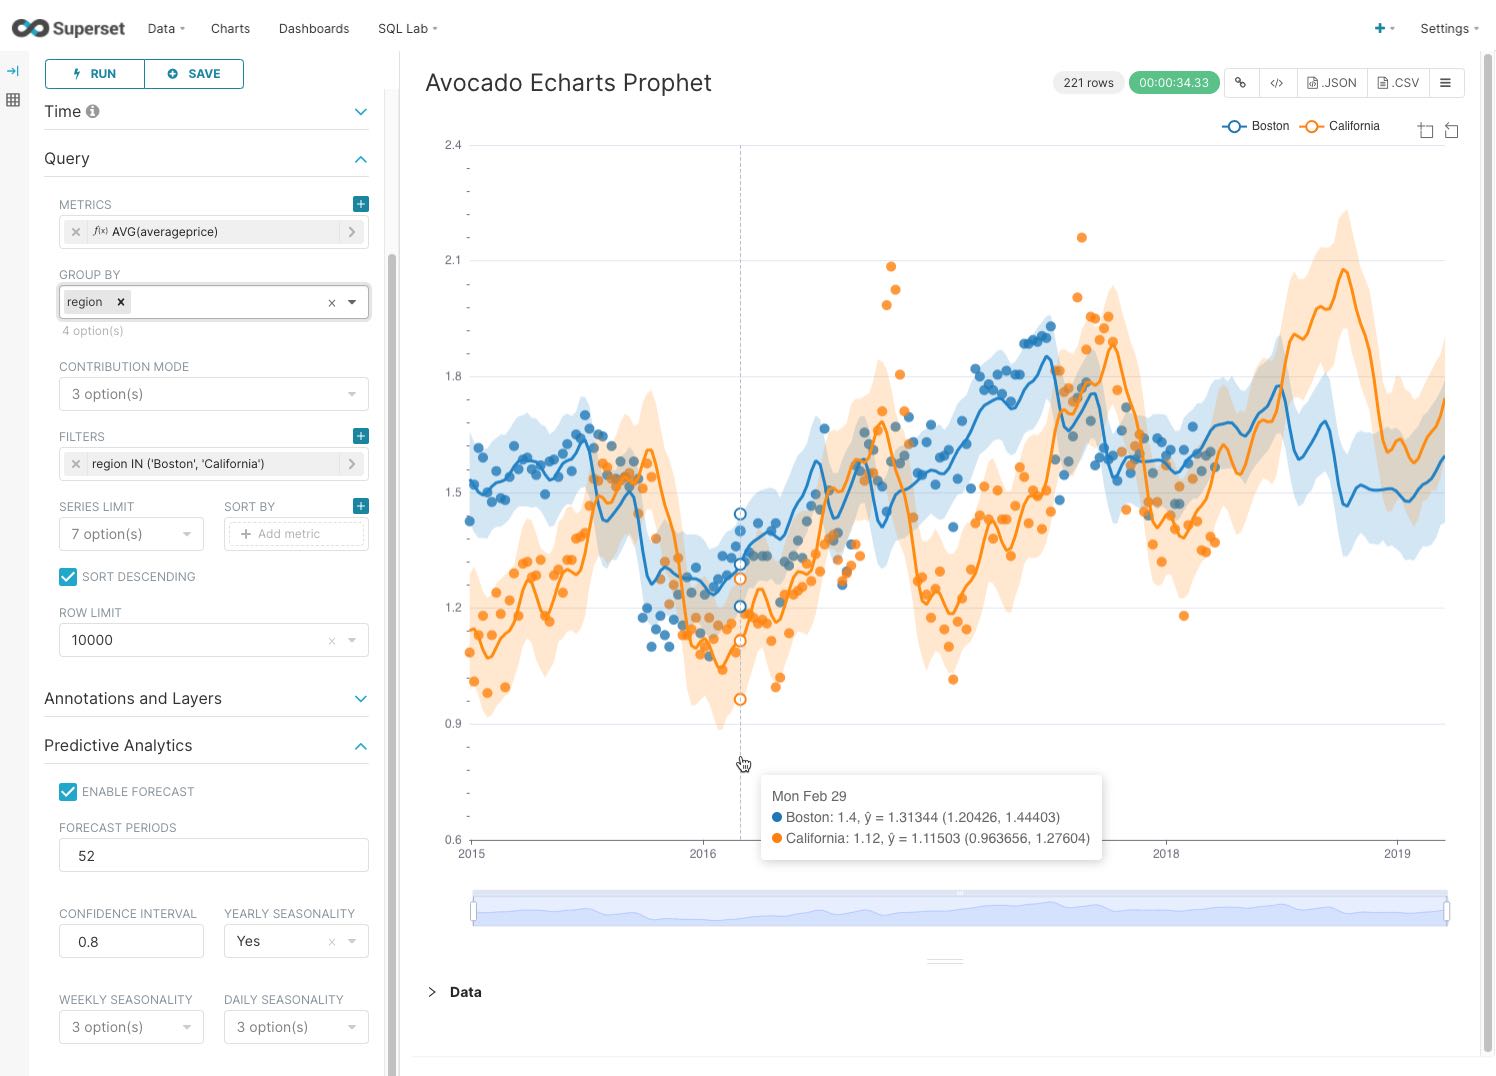 Superset
Data
Charts
Dashboards
SQL Lab
Settings
RUN
SAVE
Time
Query
METRICS
f(x) AVG(averageprice)
GROUP BY
region
4 option(s)
CONTRIBUTION MODE
3 option(s)
FILTERS
region IN ('Boston', 'California')
SERIES LIMIT
SORT BY
7 option(s)
Add metric
SORT DESCENDING
ROW LIMIT
10000
Annotations and Layers
Predictive Analytics
ENABLE FORECAST
FORECAST PERIODS
52
CONFIDENCE INTERVAL
YEARLY SEASONALITY
0.8
Yes
WEEKLY SEASONALITY
DAILY SEASONALITY
3 option(s)
3 option(s)
Avocado Echarts Prophet
221 rows
00:00:34.33
</>
.JSON
.CSV
Boston
California
2.4
2.1
1.8
1.5
1.2
0.9
0.6
2015
2016
2018
2019
Mon Feb 29
Boston: 1.4, ŷ = 1.31344 (1.20426, 1.44403)
California: 1.12, ŷ = 1.11503 (0.963656, 1.27604)
Data